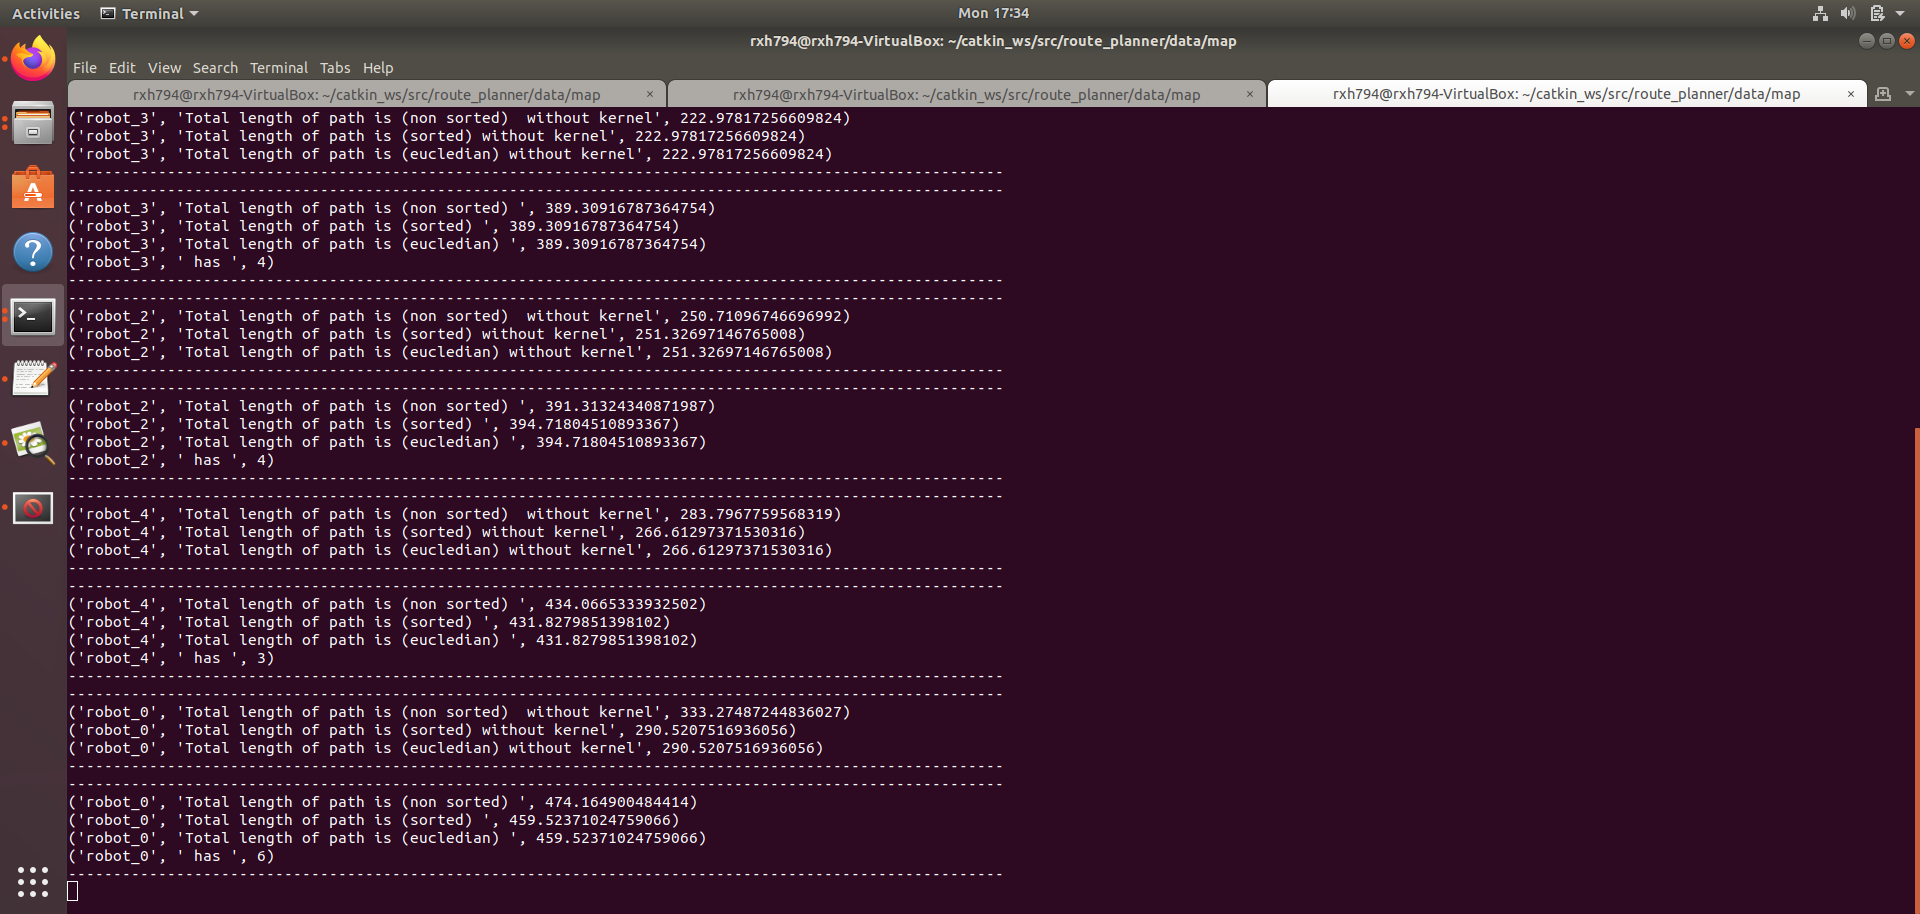 Activities Terminal Mon 17:34
rxh794@rxh794-VirtualBox: ~/catkin_ws/src/route_planner/data/map
File Edit View Search Terminal Tabs Help
rxh794@rxh794-VirtualBox: ~/catkin_ws/src/route_planner/data/map × rxh794@rxh794-VirtualBox: ~/catkin_ws/src/route_planner/data/map × rxh794@rxh794-VirtualBox: ~/catkin_ws/src/route_planner/data/map ×
('robot_3', 'Total length of path is (non sorted)  without kernel', 222.97817256609824)
('robot_3', 'Total length of path is (sorted) without kernel', 222.97817256609824)
('robot_3', 'Total length of path is (eucledian) without kernel', 222.97817256609824)
--------------------------------------------------------------------------------------------------------
--------------------------------------------------------------------------------------------------------
('robot_3', 'Total length of path is (non sorted) ', 389.30916787364754)
('robot_3', 'Total length of path is (sorted) ', 389.30916787364754)
('robot_3', 'Total length of path is (eucledian) ', 389.30916787364754)
('robot_3', ' has ', 4)
--------------------------------------------------------------------------------------------------------
--------------------------------------------------------------------------------------------------------
('robot_2', 'Total length of path is (non sorted)  without kernel', 250.71096746696992)
('robot_2', 'Total length of path is (sorted) without kernel', 251.32697146765008)
('robot_2', 'Total length of path is (eucledian) without kernel', 251.32697146765008)
--------------------------------------------------------------------------------------------------------
--------------------------------------------------------------------------------------------------------
('robot_2', 'Total length of path is (non sorted) ', 391.31324340871987)
('robot_2', 'Total length of path is (sorted) ', 394.71804510893367)
('robot_2', 'Total length of path is (eucledian) ', 394.71804510893367)
('robot_2', ' has ', 4)
--------------------------------------------------------------------------------------------------------
--------------------------------------------------------------------------------------------------------
('robot_4', 'Total length of path is (non sorted)  without kernel', 283.7967759568319)
('robot_4', 'Total length of path is (sorted) without kernel', 266.61297371530316)
('robot_4', 'Total length of path is (eucledian) without kernel', 266.61297371530316)
--------------------------------------------------------------------------------------------------------
--------------------------------------------------------------------------------------------------------
('robot_4', 'Total length of path is (non sorted) ', 434.0665333932502)
('robot_4', 'Total length of path is (sorted) ', 431.8279851398102)
('robot_4', 'Total length of path is (eucledian) ', 431.8279851398102)
('robot_4', ' has ', 3)
--------------------------------------------------------------------------------------------------------
--------------------------------------------------------------------------------------------------------
('robot_0', 'Total length of path is (non sorted)  without kernel', 333.27487244836027)
('robot_0', 'Total length of path is (sorted) without kernel', 290.5207516936056)
('robot_0', 'Total length of path is (eucledian) without kernel', 290.5207516936056)
--------------------------------------------------------------------------------------------------------
--------------------------------------------------------------------------------------------------------
('robot_0', 'Total length of path is (non sorted) ', 474.164900484414)
('robot_0', 'Total length of path is (sorted) ', 459.52371024759066)
('robot_0', 'Total length of path is (eucledian) ', 459.52371024759066)
('robot_0', ' has ', 6)
--------------------------------------------------------------------------------------------------------